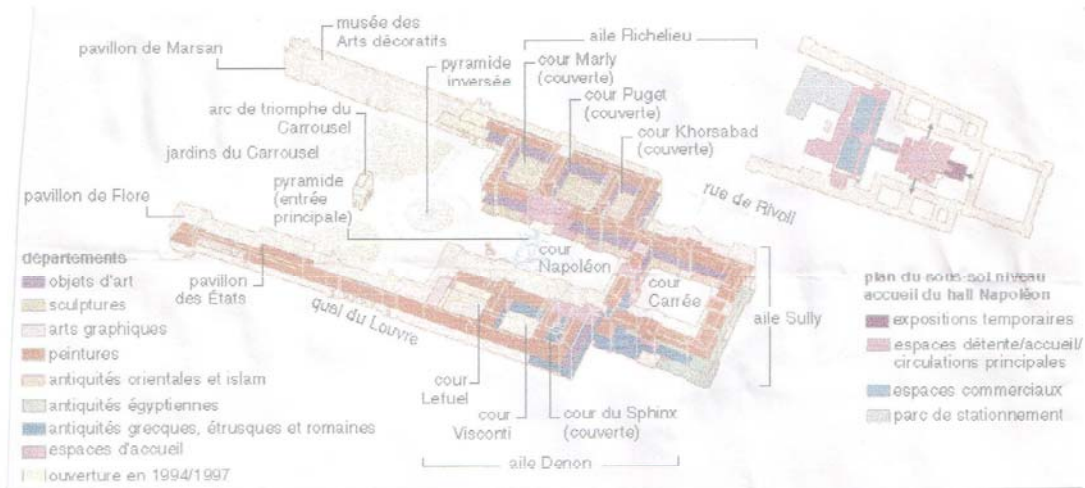 musée des
Arts décoratifs
pavillon de Marsan
pyramide
inversée
aile Richelieu
cour Marly
(couverte)
cour Puget
(couverte)
cour Khorsabad
(couverte)
arc de triomphe du
Carrousel
jardins du Carrousel
pyramide
(entrée
principale)
rue de Rivoli
pavillon de Flore
cour
Napoléon
cour
Carrée
aile Sully
pavillon
des États
quai du Louvre
cour
Lefuel
cour
Visconti
cour du Sphinx
(couverte)
aile Denon
départements
objets d'art
sculptures
arts graphiques
peintures
antiquités orientales et islam
antiquités égyptiennes
antiquités grecques, étrusques et romaines
espaces d'accueil
ouverture en 1994/1997
plan du sous-sol niveau
accueil du hall Napoléon
expositions temporaires
espaces détente/accueil/
circulations principales
espaces commerciaux
parc de stationnement